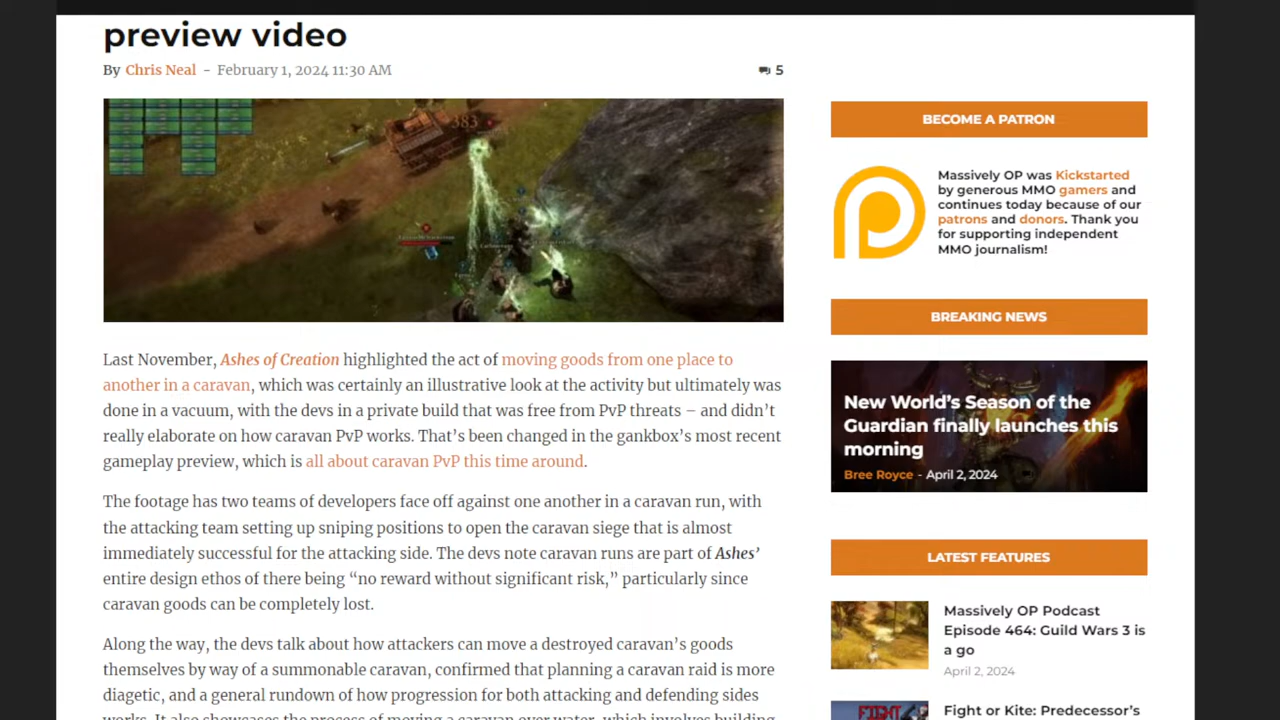 preview video
By Chris Neal - February 1, 2024 11:30 AM
5
383
Last November, Ashes of Creation highlighted the act of moving goods from one place to
another in a caravan, which was certainly an illustrative look at the activity but ultimately was
done in a vacuum, with the devs in a private build that was free from PvP threats – and didn’t
really elaborate on how caravan PvP works. That’s been changed in the gankbox’s most recent
gameplay preview, which is all about caravan PvP this time around.
The footage has two teams of developers face off against one another in a caravan run, with
the attacking team setting up sniping positions to open the caravan siege that is almost
immediately successful for the attacking side. The devs note caravan runs are part of Ashes’
entire design ethos of there being “no reward without significant risk,” particularly since
caravan goods can be completely lost.
Along the way, the devs talk about how attackers can move a destroyed caravan’s goods
themselves by way of a summonable caravan, confirmed that planning a caravan raid is more
diagetic, and a general rundown of how progression for both attacking and defending sides
works. It also showcases the process of moving a caravan over water, which involves building
BECOME A PATRON
Massively OP was Kickstarted
by generous MMO gamers and
continues today because of our
patrons and donors. Thank you
for supporting independent
MMO journalism!
BREAKING NEWS
New World’s Season of the
Guardian finally launches this
morning
Bree Royce - April 2, 2024
LATEST FEATURES
Massively OP Podcast
Episode 464: Guild Wars 3 is
a go
April 2, 2024
FIGHT
Fight or Kite: Predecessor’s